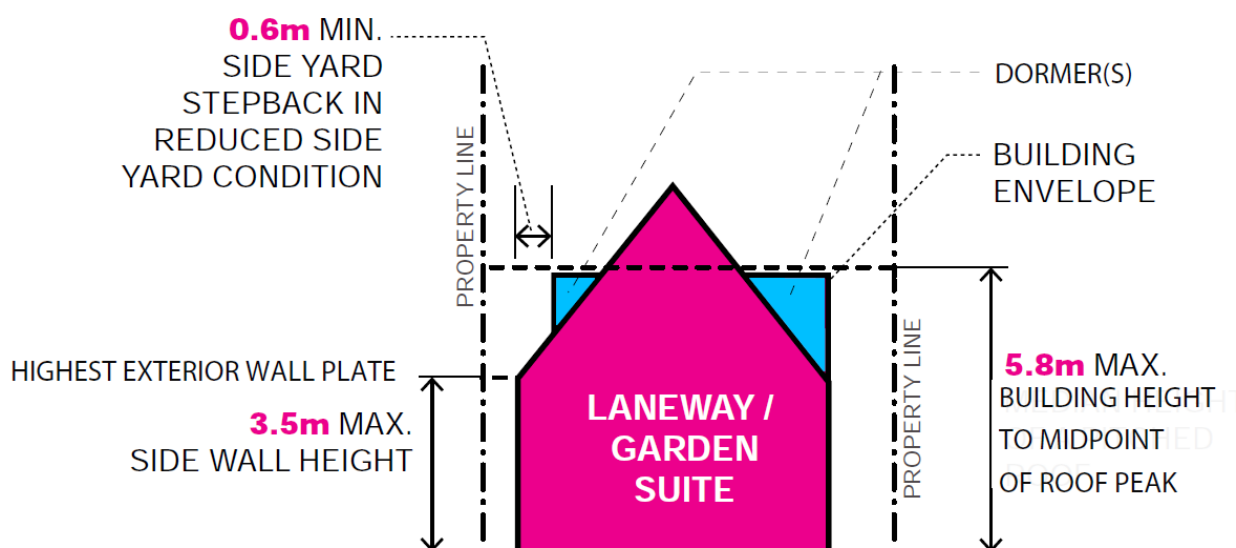 0.6m MIN.
SIDE YARD
STEPBACK IN
REDUCED SIDE
YARD CONDITION
PROPERTY LINE
DORMER(S)
BUILDING
ENVELOPE
HIGHEST EXTERIOR WALL PLATE
3.5m MAX.
SIDE WALL HEIGHT
LANEWAY /
GARDEN
SUITE
PROPERTY LINE
5.8m MAX.
BUILDING HEIGHT
TO MIDPOINT
OF ROOF PEAK